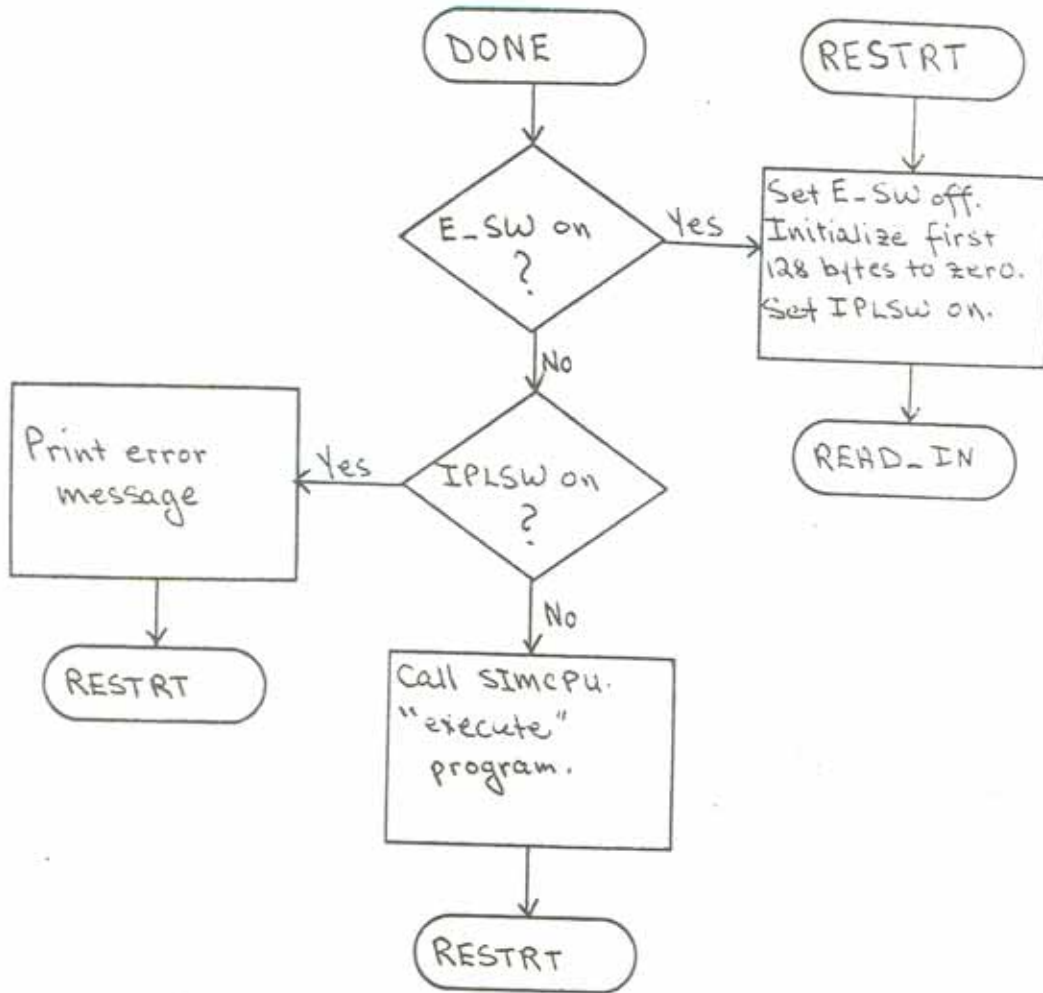 DONE
RESTRT
E_SW on
?
Yes
Set E_SW off.
Initialize first
128 bytes to zero.
Set IPLSW on.
No
READ_IN
Print error
message
Yes
IPLSW on
?
No
RESTRT
Call SIMCPU.
"execute"
program.
RESTRT